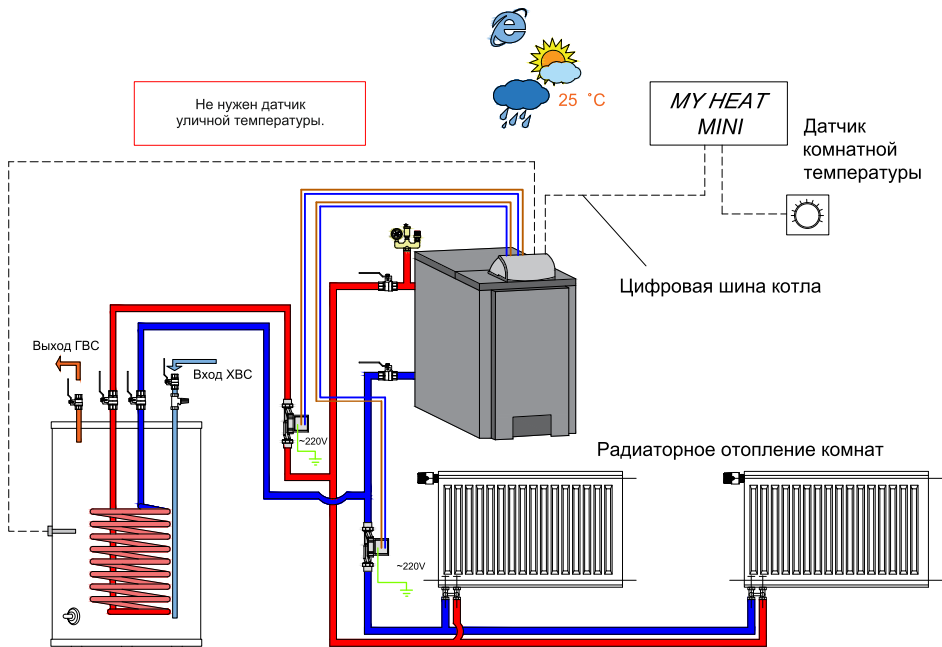 Не нужен датчик
уличной температуры.
25 °C
MY HEAT
MINI
Датчик
комнатной
температуры
Цифровая шина котла
Выход ГВС
Вход ХВС
~220V
Радиаторное отопление комнат
~220V